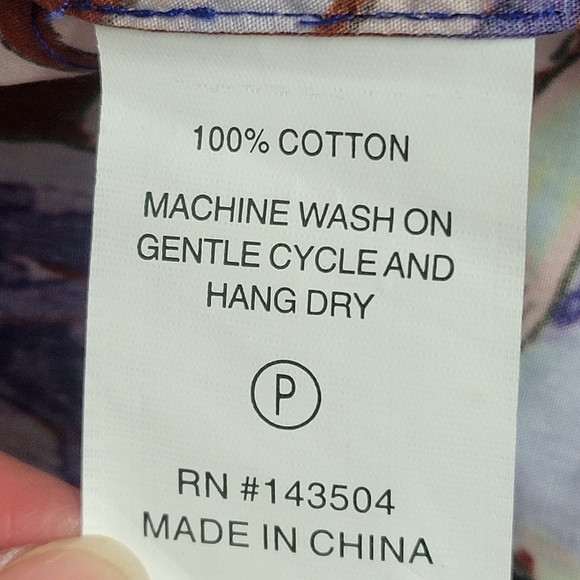 100% COTTON
MACHINE WASH ON
GENTLE CYCLE AND
HANG DRY
P
RN #143504
MADE IN CHINA